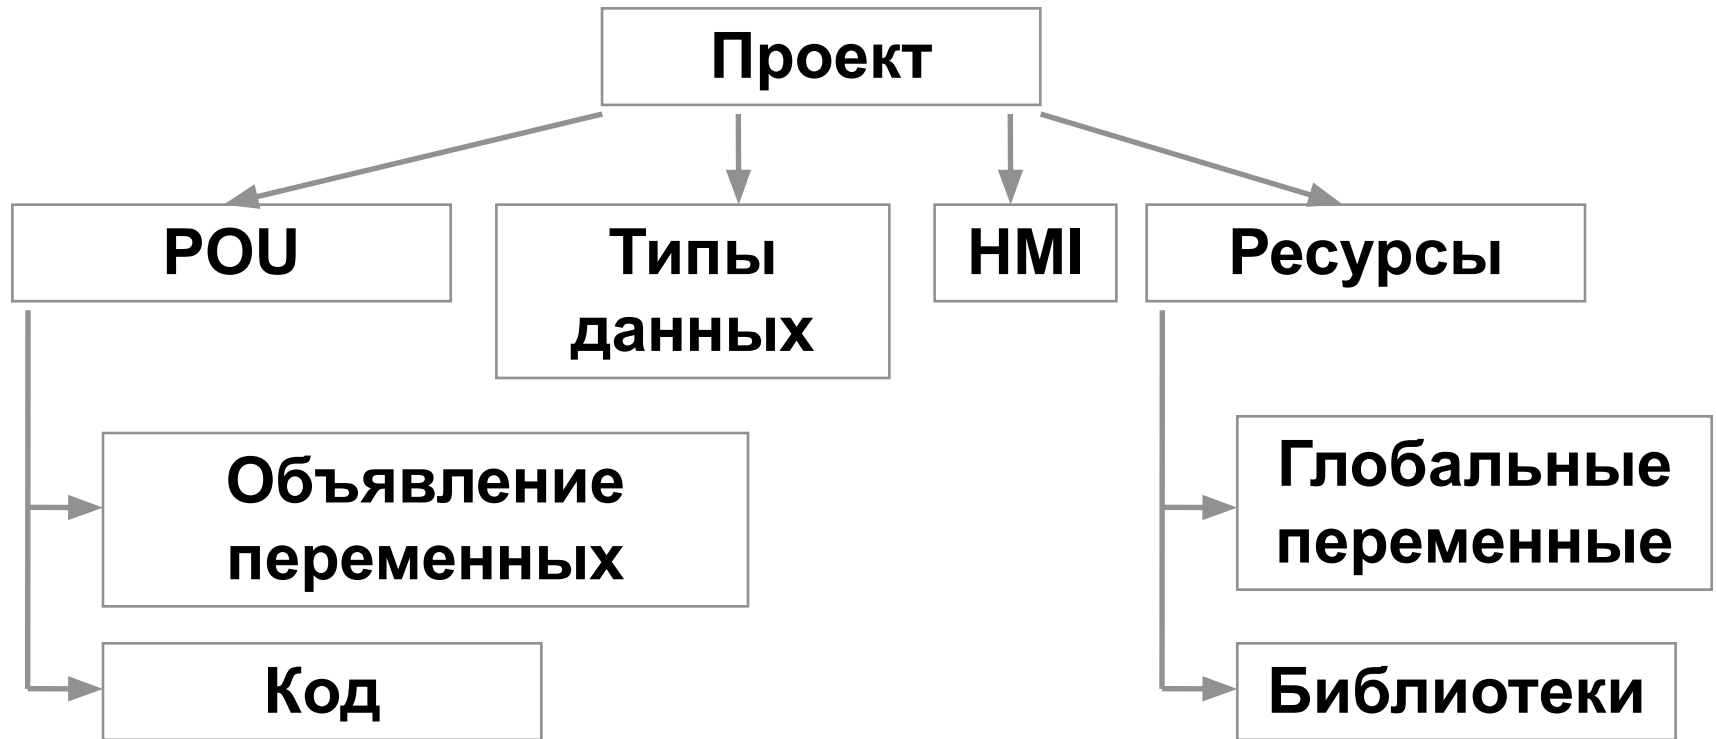 Проект
POU
Типы
данных
HMI
Ресурсы
Объявление
переменных
Код
Глобальные
переменные
Библиотеки